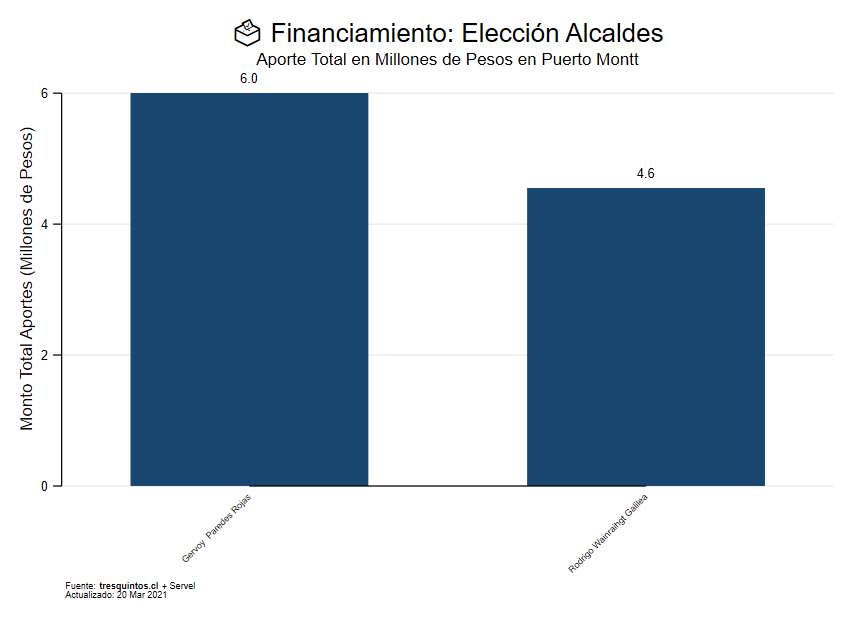 Financiamiento: Elección Alcaldes
Aporte Total en Millones de Pesos en Puerto Montt
6.0
4.6
Monto Total Aportes (Millones de Pesos)
6
4
2
0
Gervoy Paredes Rojas
Rodrigo Wainraihgt Galilea
Fuente: tresquintos.cl + Servel
Actualizado: 20 Mar 2021